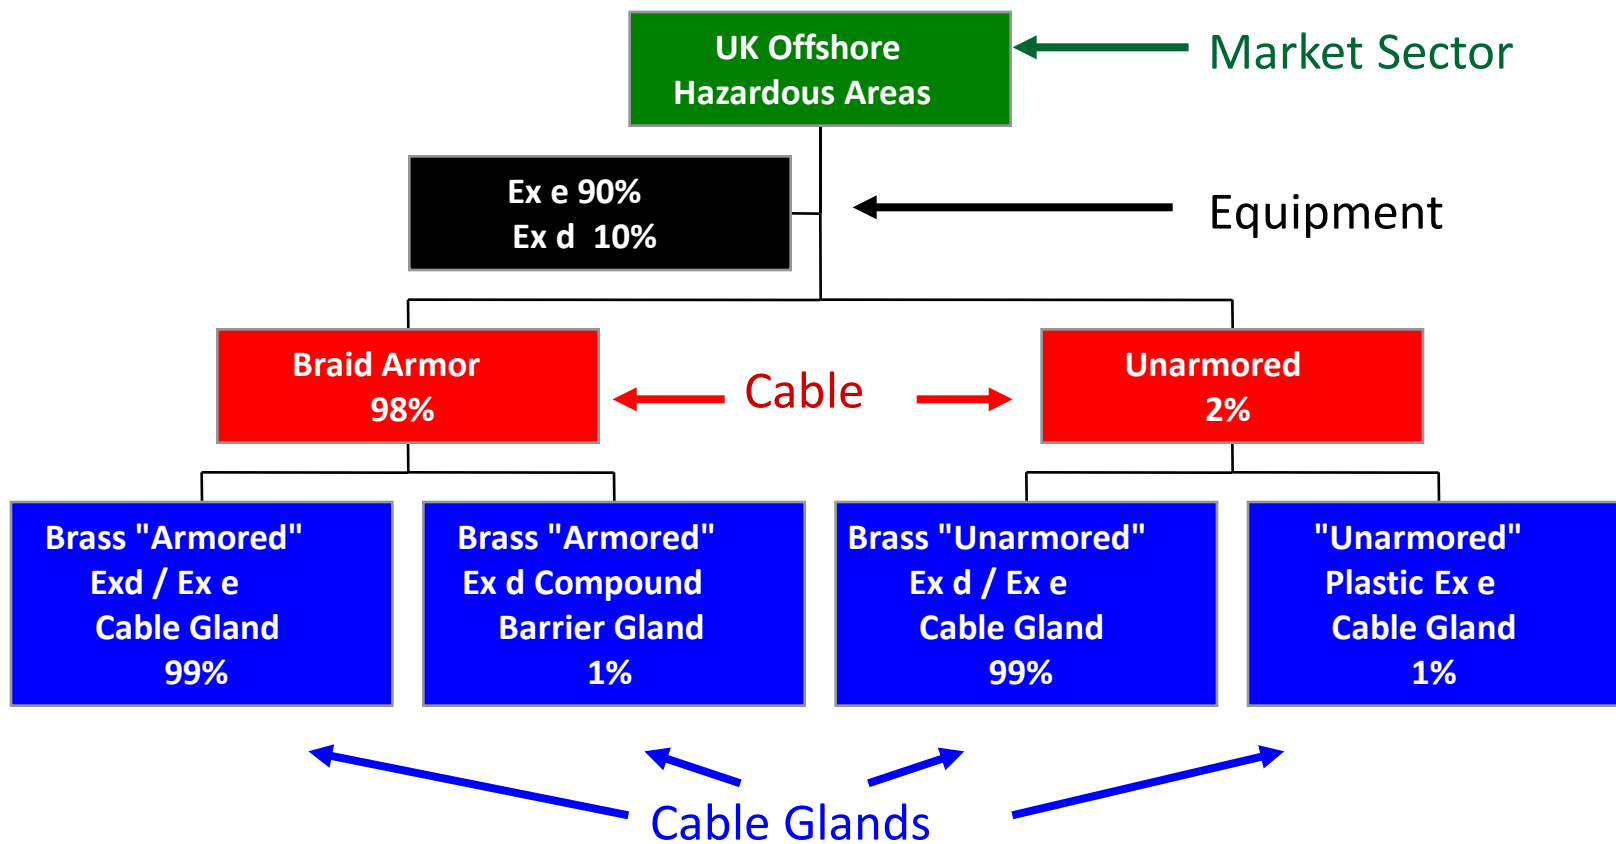 UK Offshore
Hazardous Areas
Market Sector
Ex e 90%
Ex d  10%
Equipment
Braid Armor
98%
Cable
Unarmored
2%
Brass "Armored"
Exd / Ex e
Cable Gland
99%
Brass "Armored"
Ex d Compound
Barrier Gland
1%
Brass "Unarmored"
Ex d / Ex e
Cable Gland
99%
"Unarmored"
Plastic Ex e
Cable Gland
1%
Cable Glands